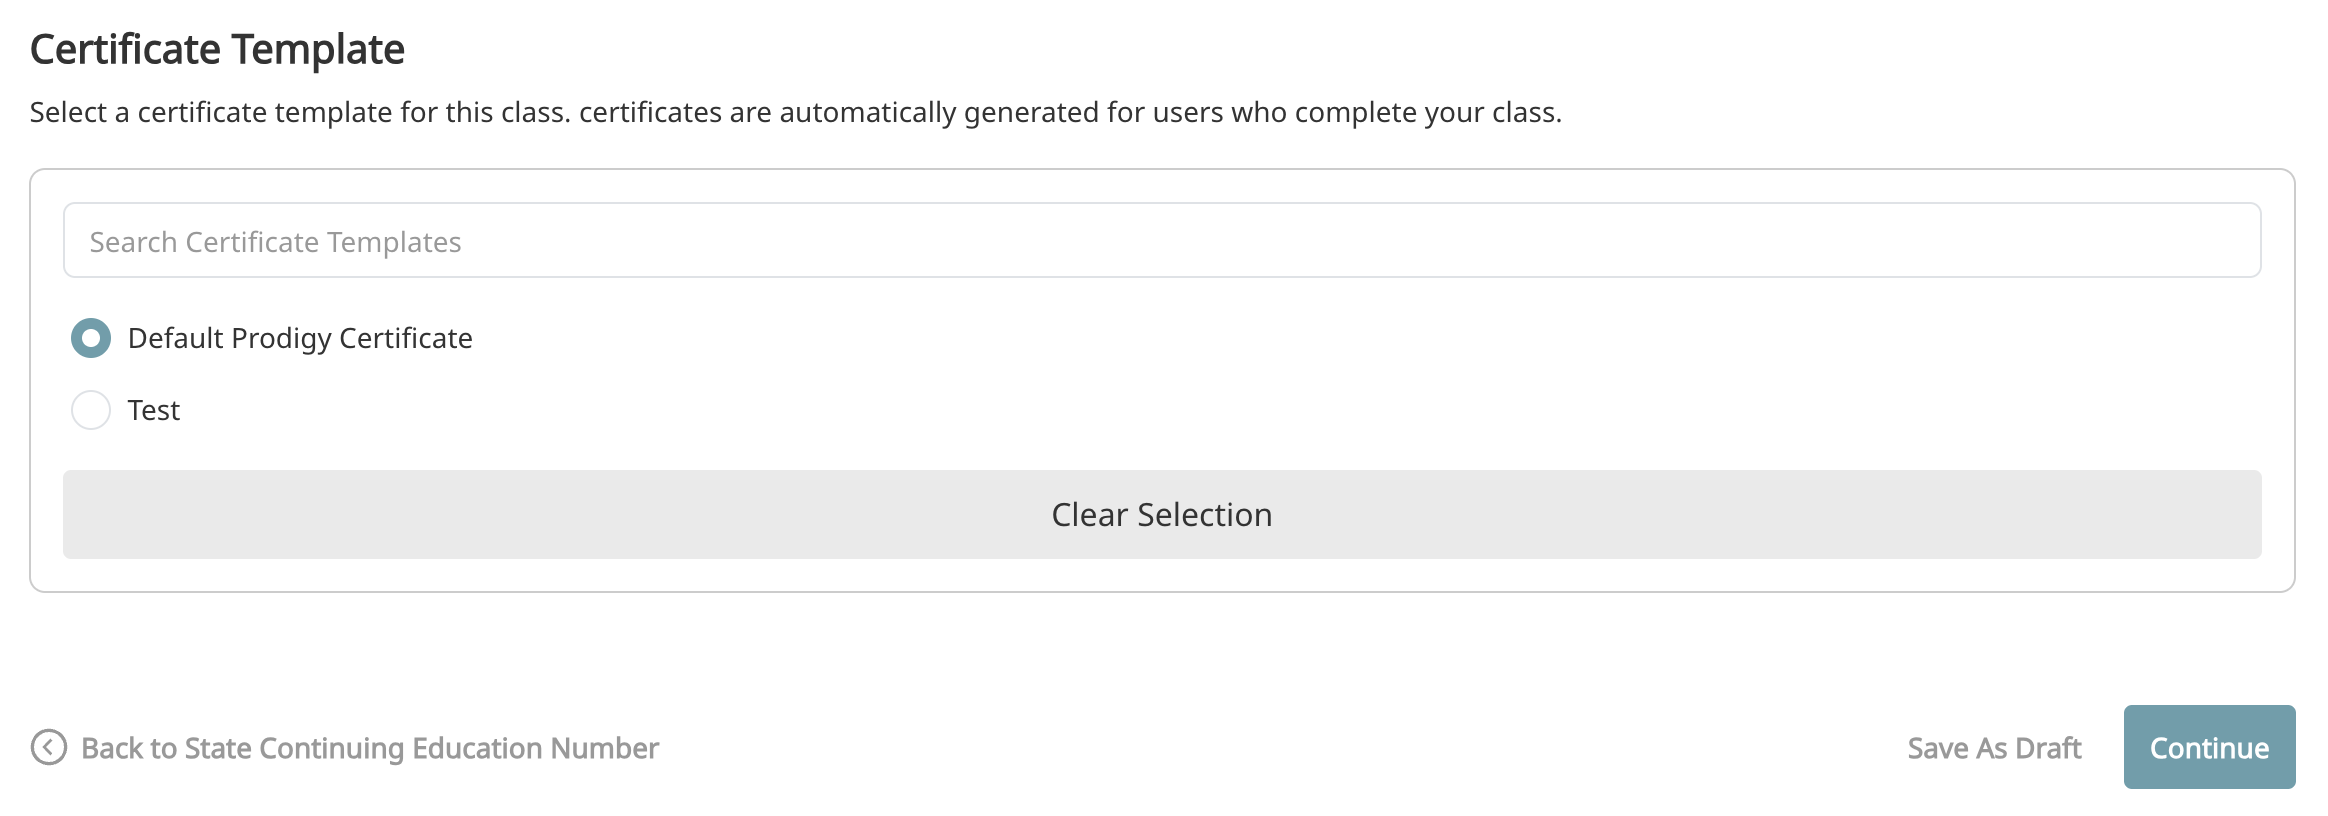 Certificate Template
Select a certificate template for this class. certificates are automatically generated for users who complete your class.
Search Certificate Templates
Default Prodigy Certificate
Test
Clear Selection
Back to State Continuing Education Number
Save As Draft
Continue